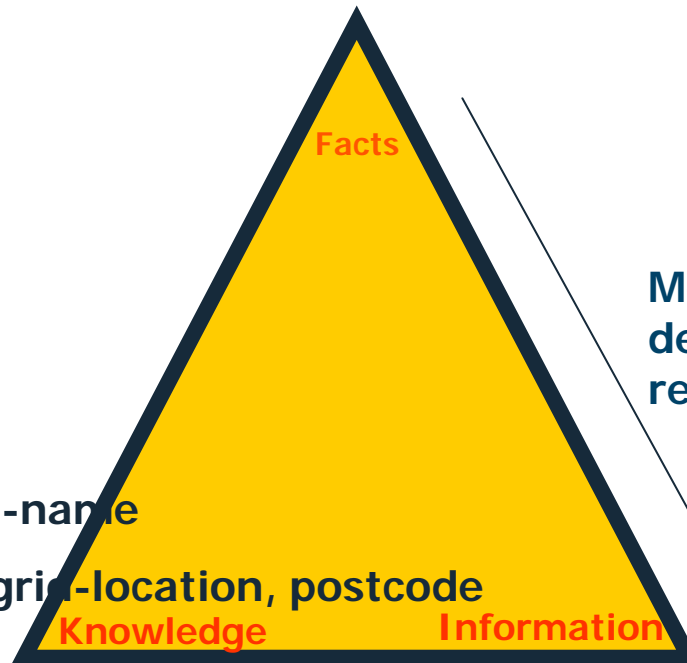 Facts
M
de
re
-name
grid-location, postcode
Knowledge
Information